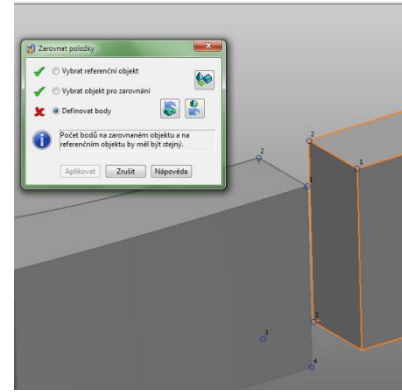 Zarovnat položky
Vybrat referenční objekt
Vybrat objekt pro zarovnání
Definovat body
Počet bodů na zarovnaném objektu a na
referenčním objektu by měl být stejný.
Aplikovat Zrušit Nápověda
2
2
1
1
3
3
4